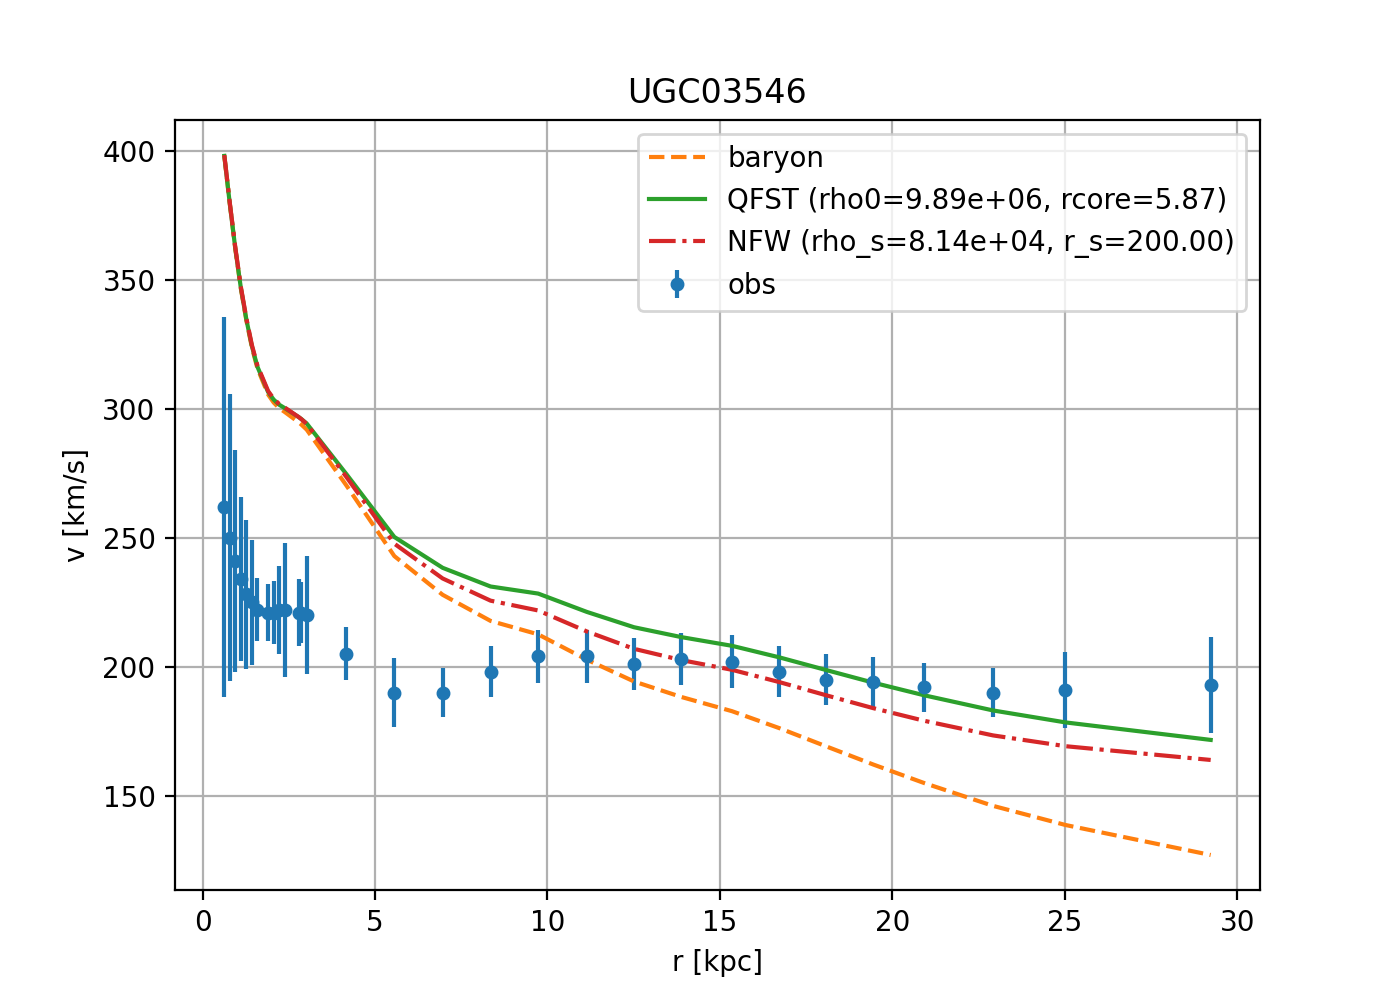 UGC03546
400
350
300
250
200
150
v [km/s]
baryon
QFST (rho0=9.89e+06, rcore=5.87)
NFW (rho_s=8.14e+04, r_s=200.00)
obs
0 5 10 15 20 25 30
r [kpc]